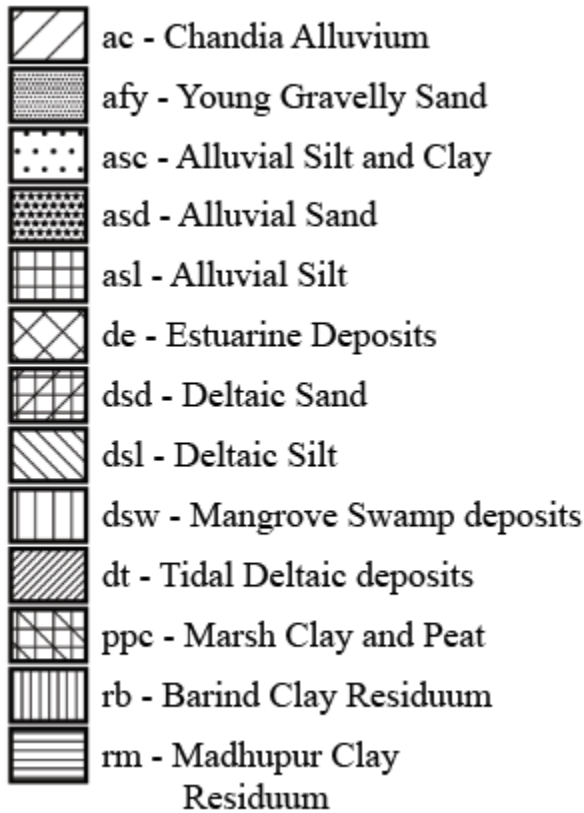 ac - Chandia Alluvium
afy - Young Gravelly Sand
asc - Alluvial Silt and Clay
asd - Alluvial Sand
asl - Alluvial Silt
de - Estuarine Deposits
dsd - Deltaic Sand
dsl - Deltaic Silt
dsw - Mangrove Swamp deposits
dt - Tidal Deltaic deposits
ppc - Marsh Clay and Peat
rb - Barind Clay Residuum
rm - Madhupur Clay
Residuum